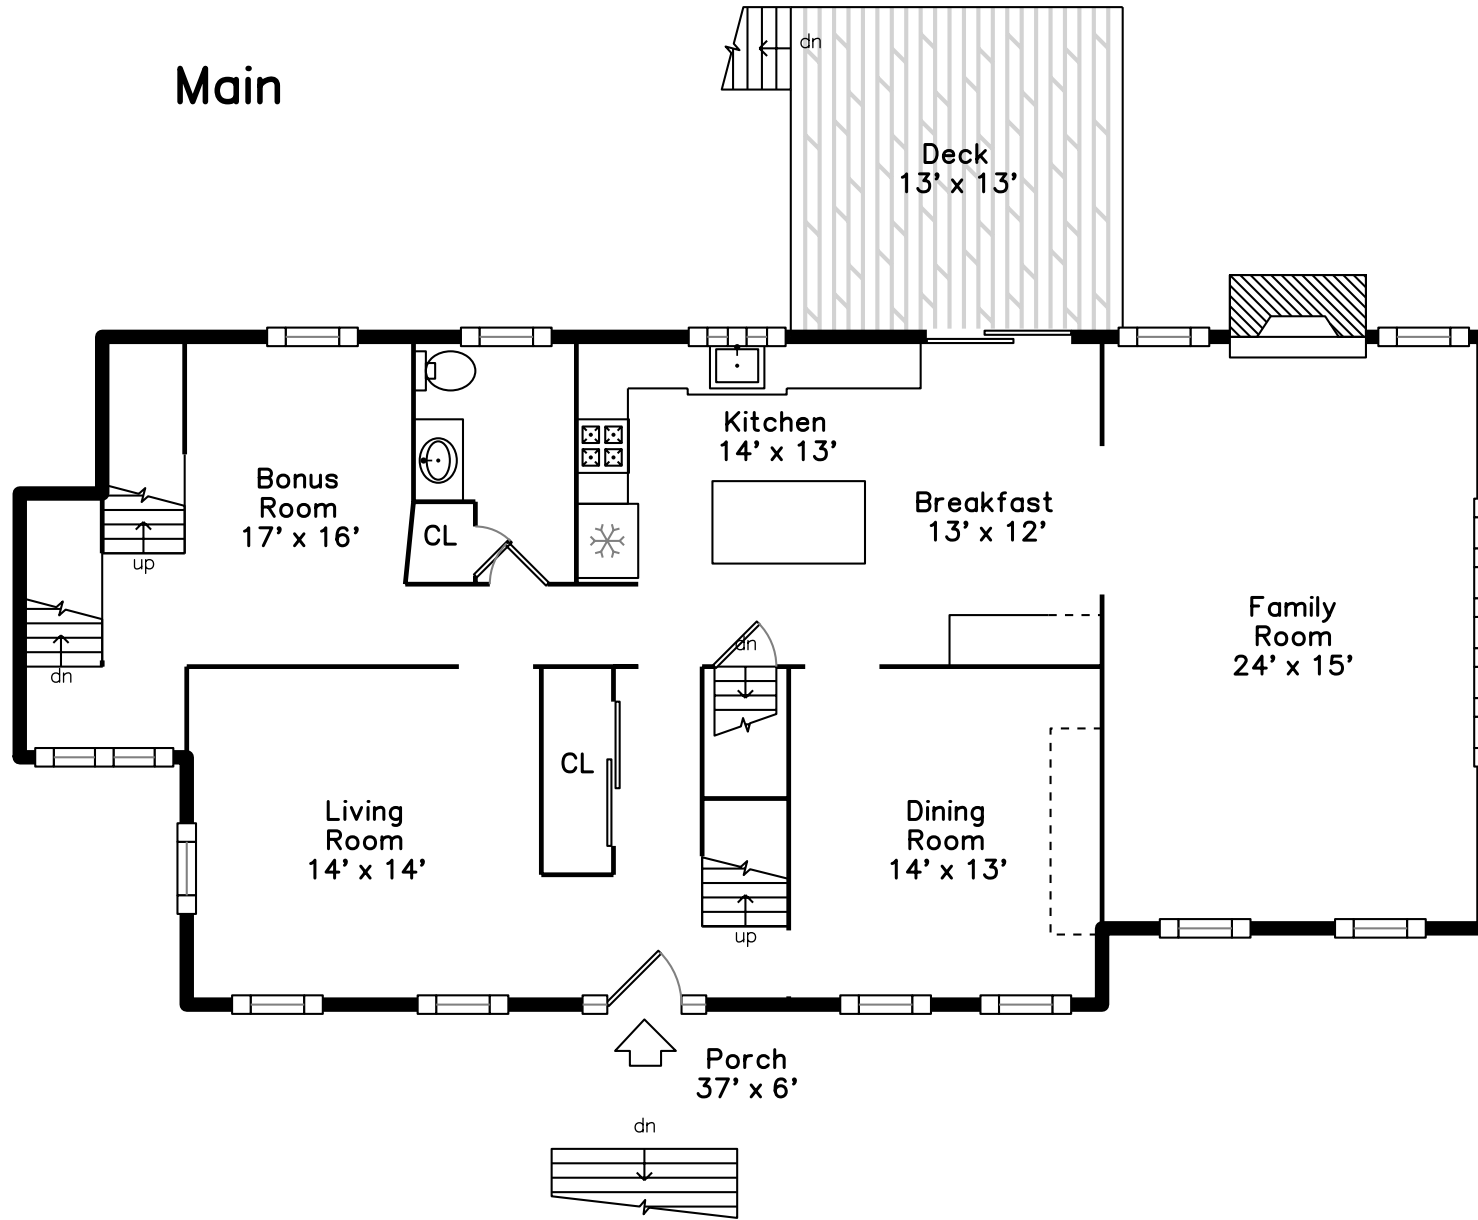 Main
dn
Deck
13' x 13'
Kitchen
14' x 13'
Bonus
Room
17' x 16'
CL
Breakfast
13' x 12'
up
Family
Room
24' x 15'
dn
dn
CL
Living
Room
14' x 14'
Dining
Room
14' x 13'
up
Porch
37' x 6'
dn